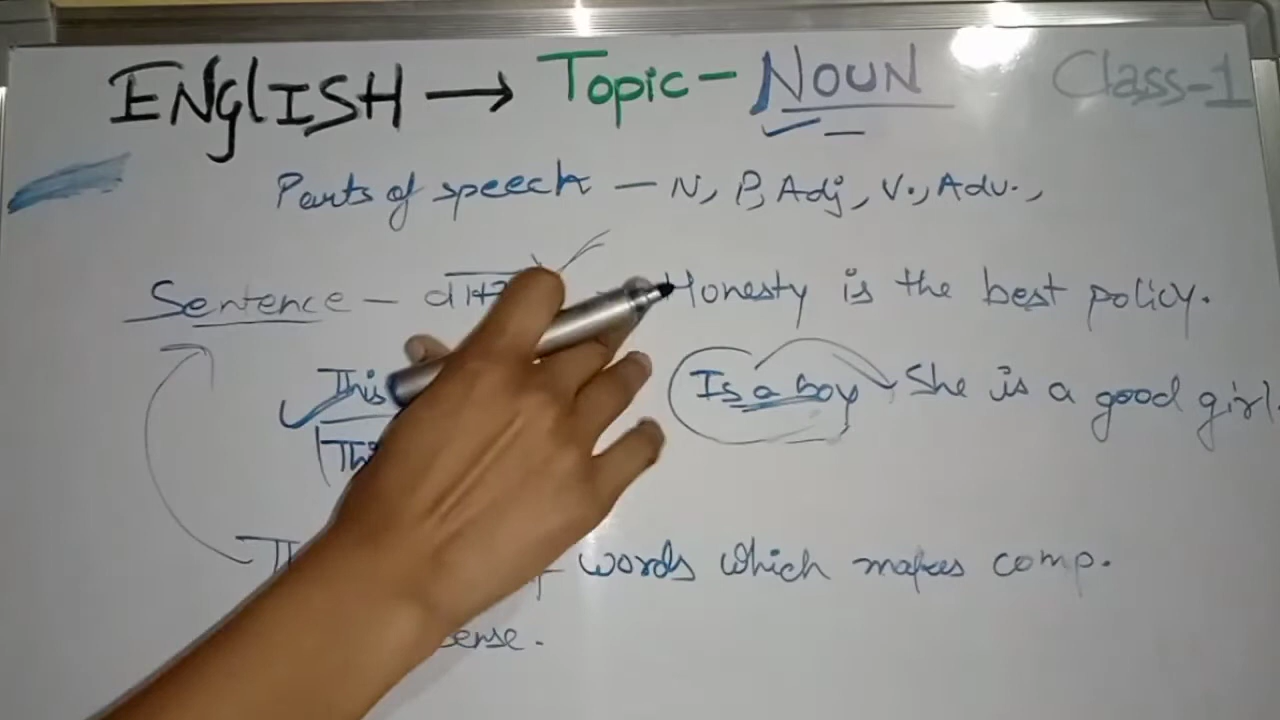 ENglISH → Topic - NOUN Class-1
Parts of speech — N, P, Adj, V., Adv.,
Sentence — Honesty is the best policy.
This Is a boy She is a good girl.
words which makes comp.